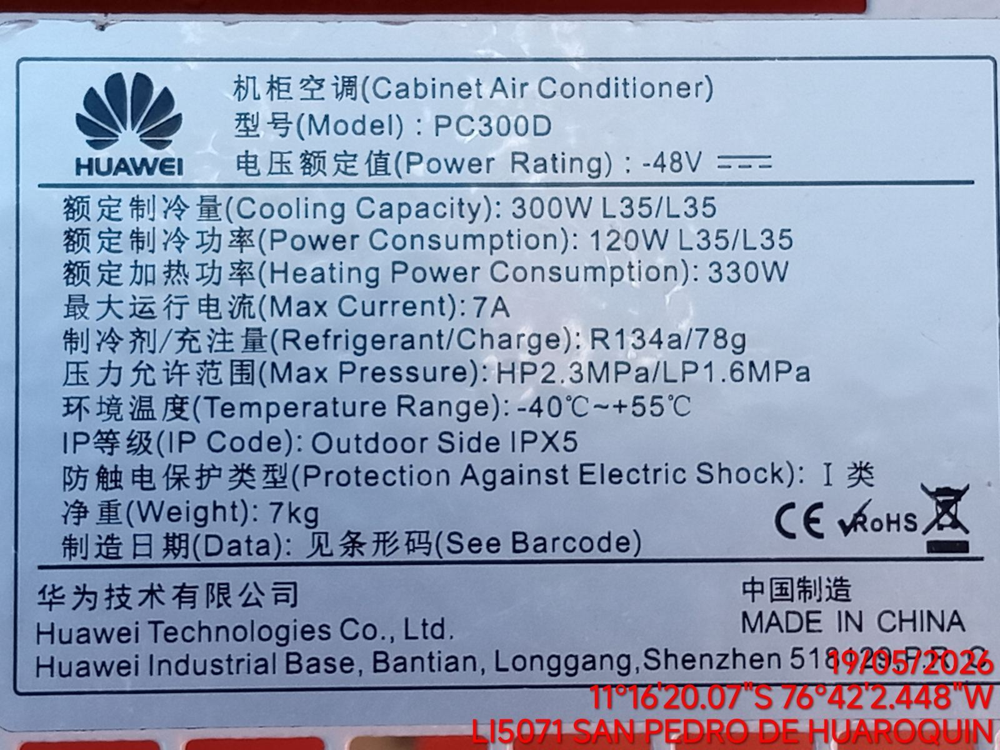 HUAWEI
机柜空调(Cabinet Air Conditioner)
型号(Model) : PC300D
电压额定值(Power Rating) : -48V
额定制冷量(Cooling Capacity): 300W L35/L35
额定制冷功率(Power Consumption): 120W L35/L35
额定加热功率(Heating Power Consumption): 330W
最大运行电流(Max Current): 7A
制冷剂/充注量(Refrigerant/Charge): R134a/78g
压力允许范围(Max Pressure): HP2.3MPa/LP1.6MPa
环境温度(Temperature Range): -40℃~+55℃
IP等级(IP Code): Outdoor Side IPX5
防触电保护类型(Protection Against Electric Shock): I 类
净重(Weight): 7kg
CE RoHS
制造日期(Data): 见条形码(See Barcode)
华为技术有限公司
Huawei Technologies Co., Ltd.
Huawei Industrial Base, Bantian, Longgang,Shenzhen 518129,P.R.C
中国制造
MADE IN CHINA
19/05/2026
11°16'20.07"S 76°42'2.448"W
LI5071 SAN PEDRO DE HUAROQUIN